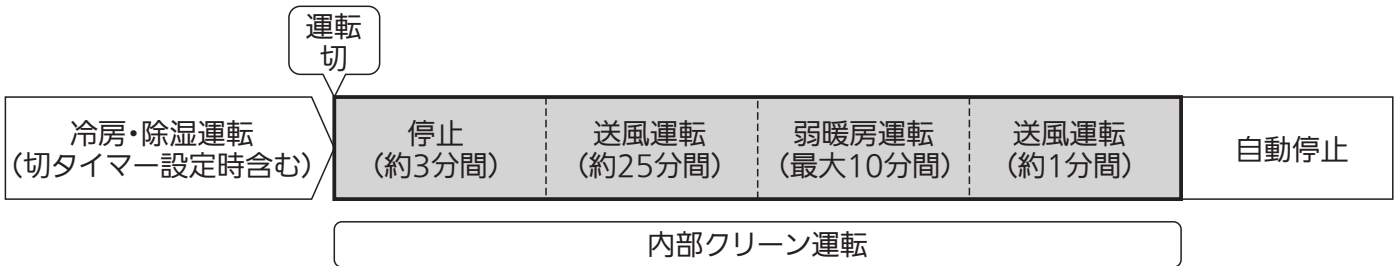 運転
切
冷房・除湿運転
(切タイマー設定時含む)
停止
(約3分間)
送風運転
(約25分間)
弱暖房運転
(最大10分間)
送風運転
(約1分間)
自動停止
内部クリーン運転